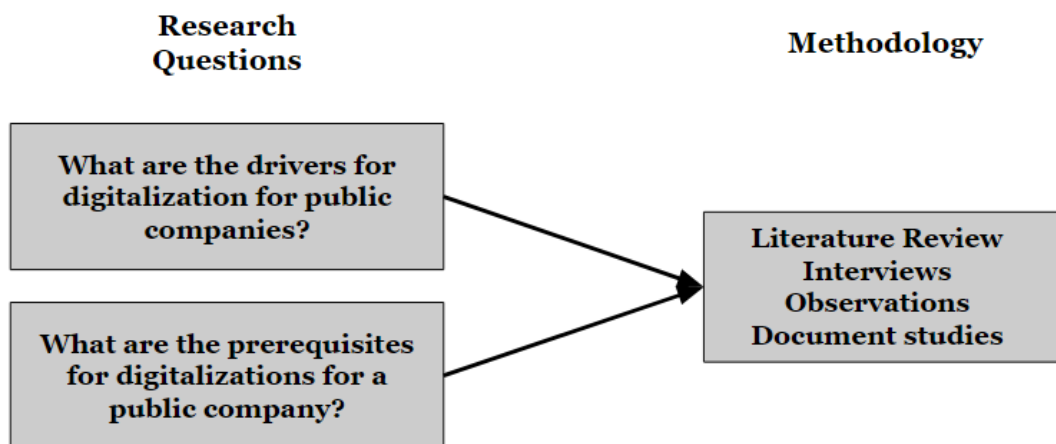 Research
Questions
Methodology
What are the drivers for
digitalization for public
companies?
What are the prerequisites
for digitalizations for a
public company?
Literature Review
Interviews
Observations
Document studies